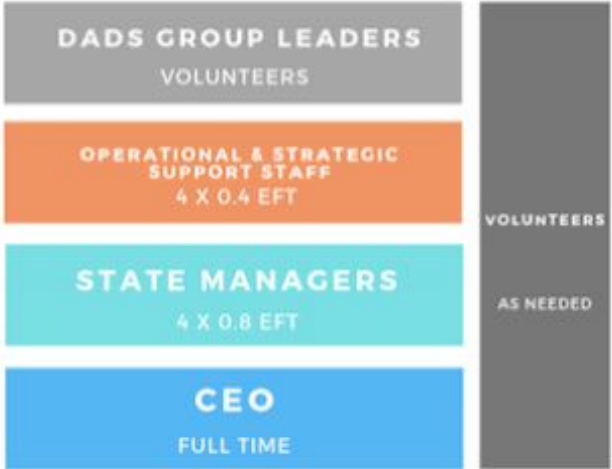 DADS GROUP LEADERS
VOLUNTEERS
OPERATIONAL & STRATEGIC
SUPPORT STAFF
4 X 0.4 EFT
STATE MANAGERS
4 X 0.8 EFT
CEO
FULL TIME
VOLUNTEERS
AS NEEDED